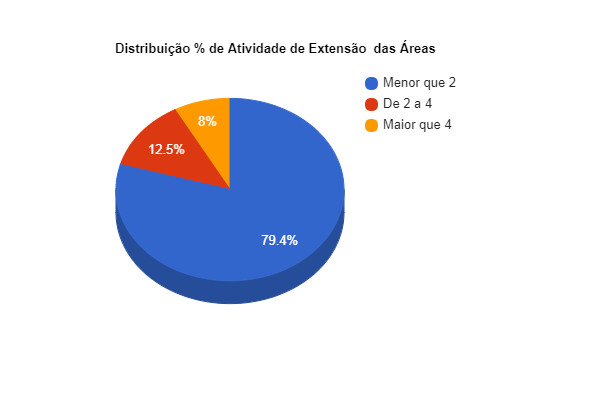 Distribuição % de Atividade de Extensão  das Áreas
Menor que 2
De 2 a 4
Maior que 4
8%
12.5%
79.4%